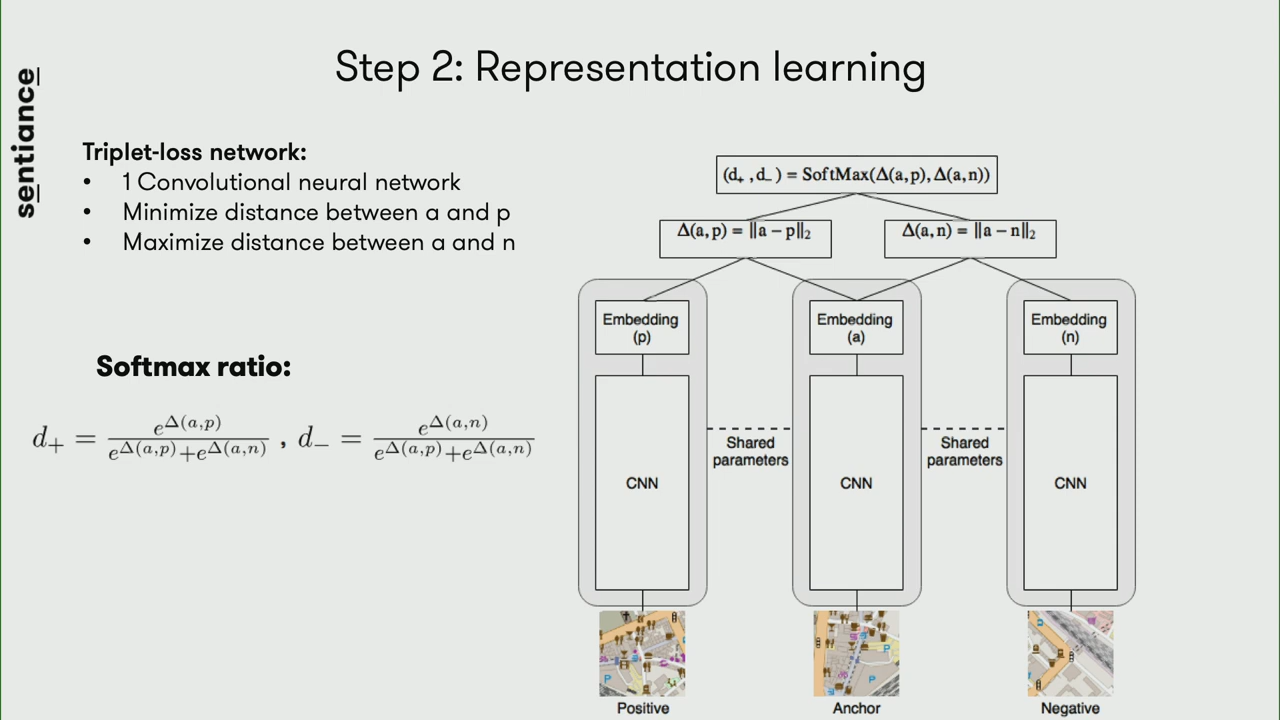 Step 2: Representation learning
sentiance
Triplet-loss network:
• 1 Convolutional neural network
• Minimize distance between a and p
• Maximize distance between a and n
Softmax ratio:
d₊ = e^Δ(a,p) / (e^Δ(a,p)+e^Δ(a,n)) , d₋ = e^Δ(a,n) / (e^Δ(a,p)+e^Δ(a,n))
(d₊ ,d₋ ) = SoftMax(Δ(a,p),Δ(a,n))
Δ(a,p) = ||a − p||₂
Δ(a,n) = ||a − n||₂
Embedding
(p)
Embedding
(a)
Embedding
(n)
Shared
parameters
Shared
parameters
CNN
CNN
CNN
P
P
P
Positive
Anchor
Negative